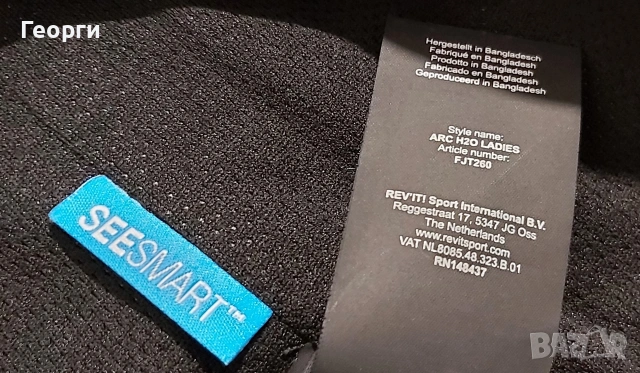 Георги
Hergestellt in Bangladesch
Fabriqué en Bangladesh
Prodotto in Bangladesh
Fabricado en Bangladesh
Geproduceerd in Bangladesh
Style name:
ARC H2O LADIES
Article number:
FJT260
REV'IT! Sport International B.V.
Reggestraat 17, 5347 JG Oss
The Netherlands
www.revitsport.com
VAT NL8085.48.323.B.01
RN148437
SEESMART™
BAZAR